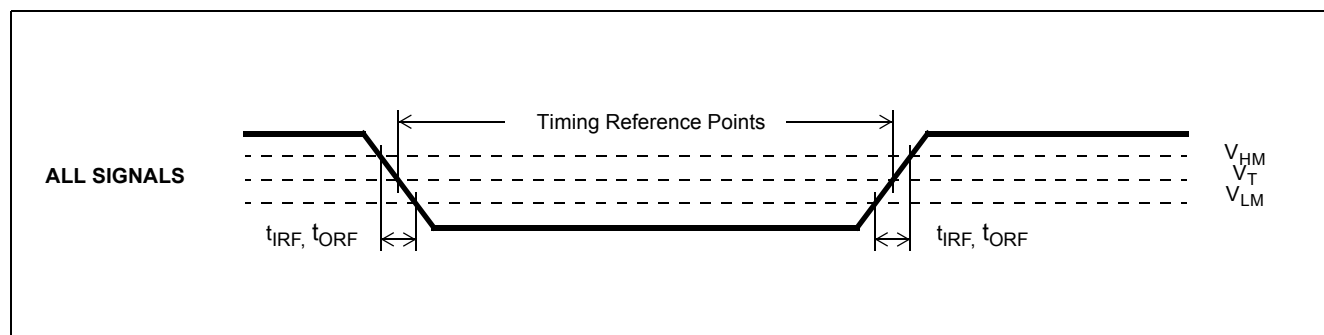 Timing Reference Points
V_HM
ALL SIGNALS
V_T
V_LM
t_IRF, t_ORF
t_IRF, t_ORF